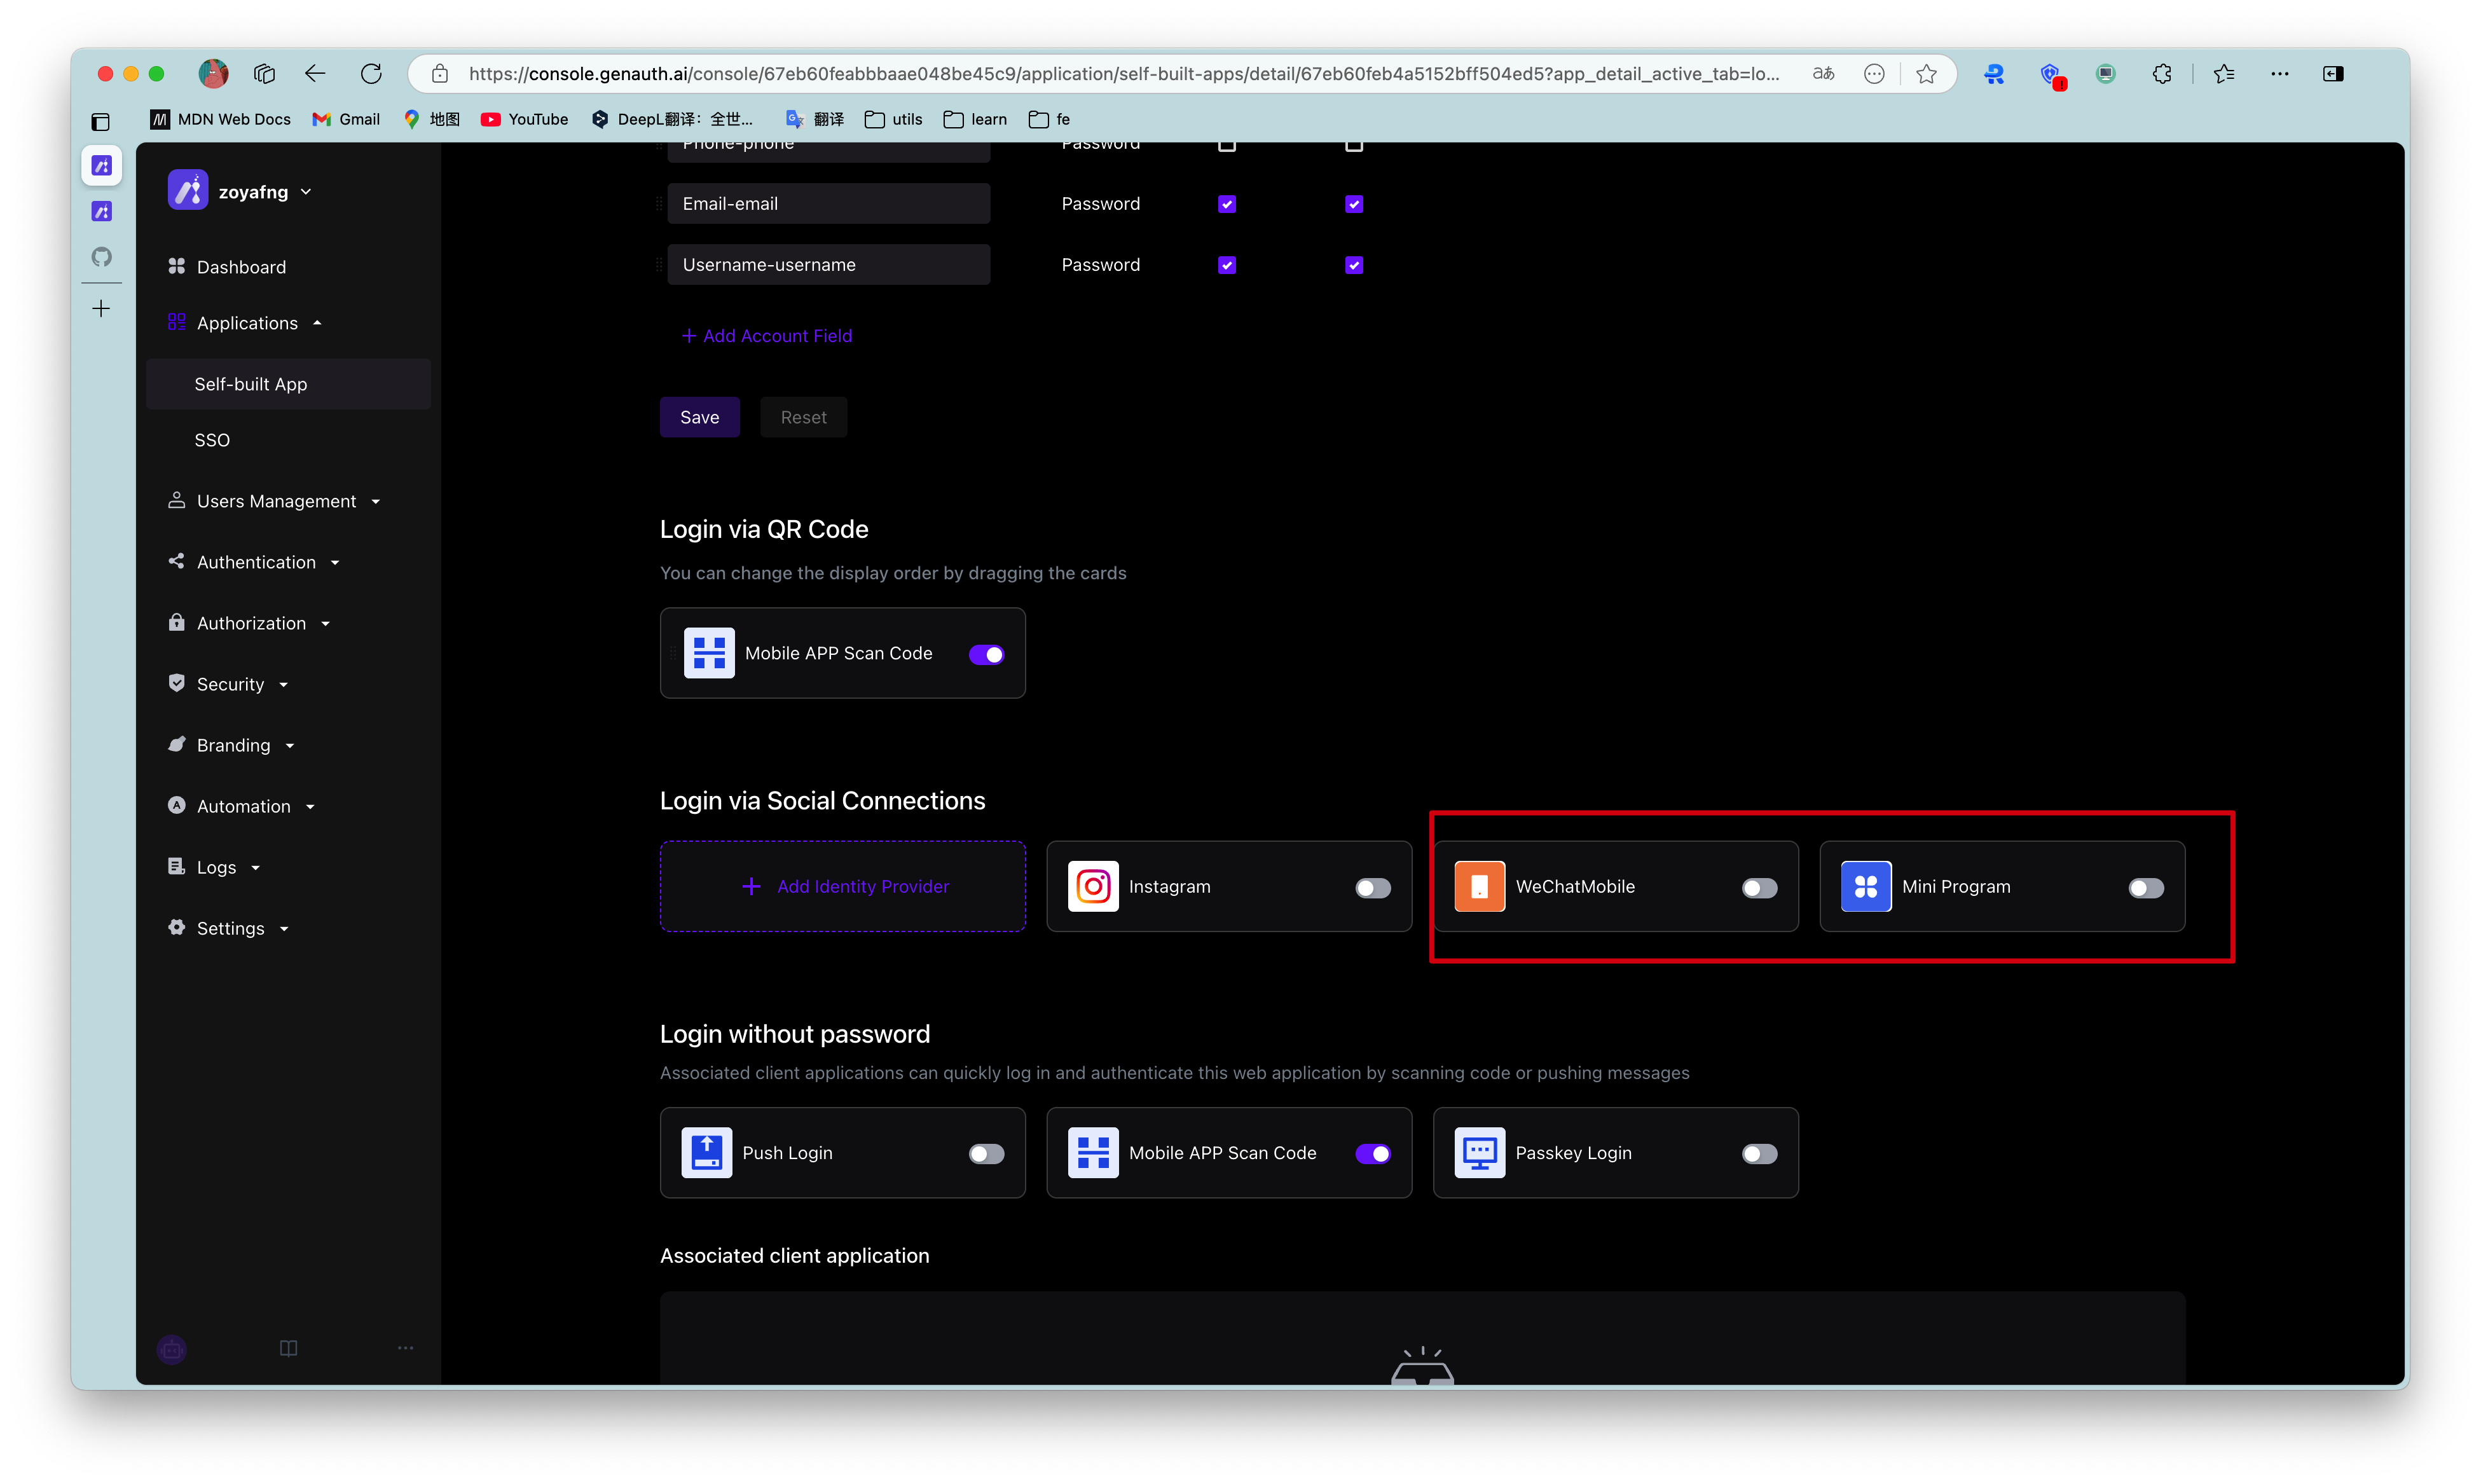 https://console.genauth.ai/console/67eb60feabbbaae048be45c9/application/self-built-apps/detail/67eb60feb4a5152bff504ed5?app_detail_active_tab=lo...
aあ
MDN Web Docs
Gmail
地图
YouTube
DeepL翻译：全世...
翻译
utils
learn
fe
zoyafng
Dashboard
Applications
Self-built App
SSO
Users Management
Authentication
Authorization
Security
Branding
Automation
Logs
Settings
Phone-phone Password
Email-email Password
Username-username Password
+ Add Account Field
Save Reset
Login via QR Code
You can change the display order by dragging the cards
Mobile APP Scan Code
Login via Social Connections
+ Add Identity Provider
Instagram
WeChatMobile
Mini Program
Login without password
Associated client applications can quickly log in and authenticate this web application by scanning code or pushing messages
Push Login
Mobile APP Scan Code
Passkey Login
Associated client application